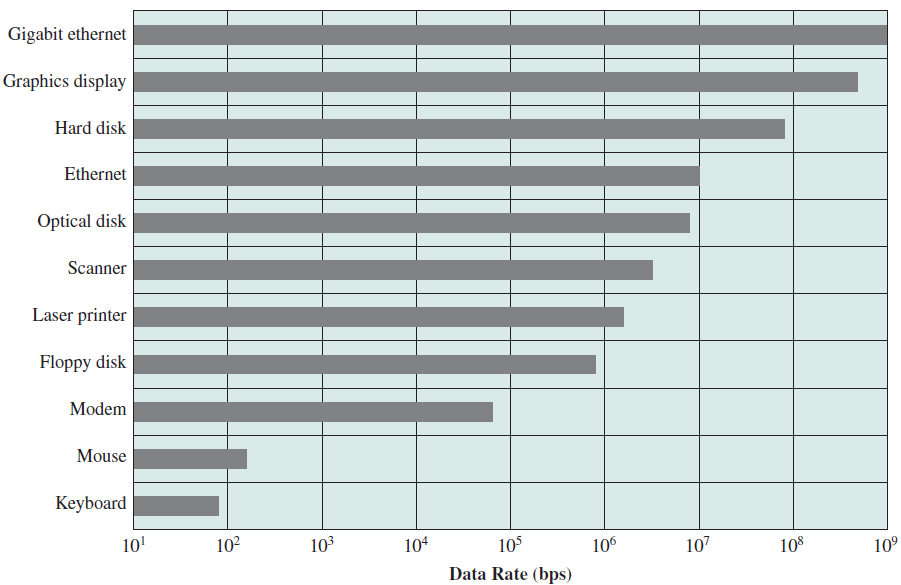 Gigabit ethernet
Graphics display
Hard disk
Ethernet
Optical disk
Scanner
Laser printer
Floppy disk
Modem
Mouse
Keyboard
10¹ 10² 10³ 10⁴ 10⁵ 10⁶ 10⁷ 10⁸ 10⁹
Data Rate (bps)